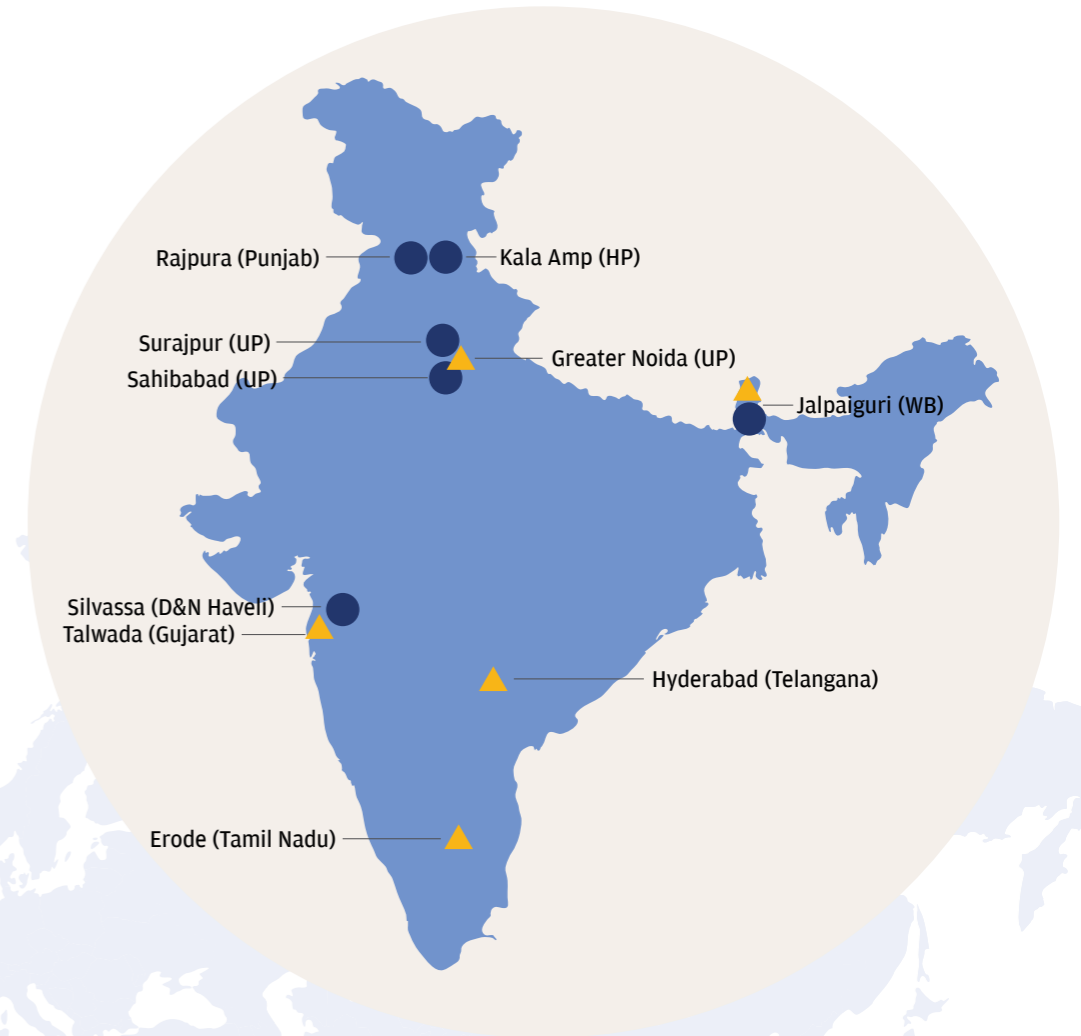 Rajpura (Punjab)
Kala Amp (HP)
Surajpur (UP)
Greater Noida (UP)
Sahibabad (UP)
Jalpaiguri (WB)
Silvassa (D&N Haveli)
Talwada (Gujarat)
Hyderabad (Telangana)
Erode (Tamil Nadu)